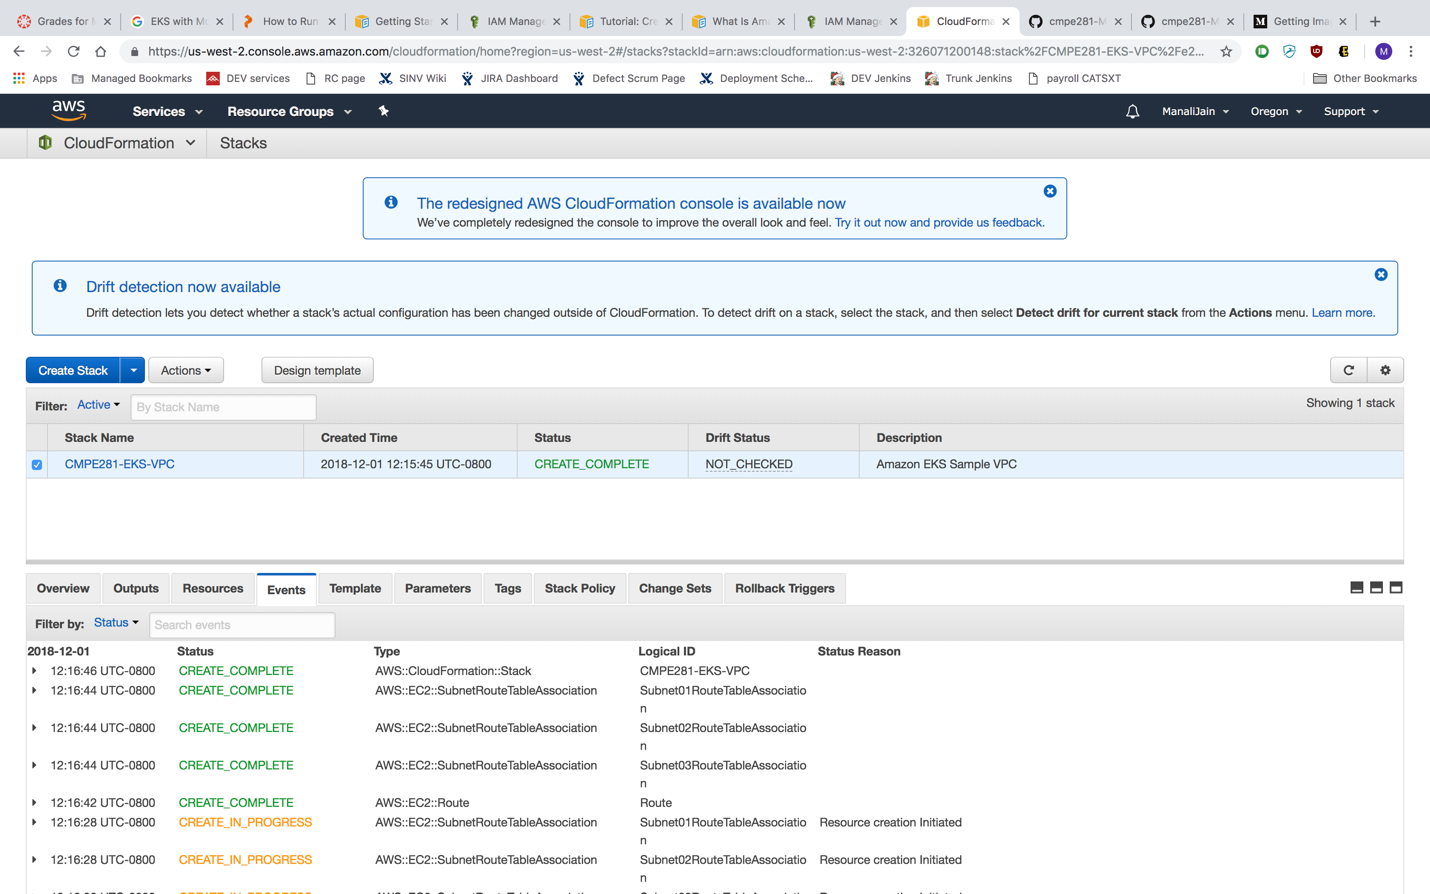 Grades for M
EKS with Mo
How to Run
Getting Star
IAM Manage
Tutorial: Cre
What Is Ama
IAM Manage
CloudForma
cmpe281-M
cmpe281-M
Getting Imag
https://us-west-2.console.aws.amazon.com/cloudformation/home?region=us-west-2#/stacks?stackId=arn:aws:cloudformation:us-west-2:326071200148:stack%2FCMPE281-EKS-VPC%2Fe2...
M
Apps
Managed Bookmarks
DEV services
RC page
SINV Wiki
JIRA Dashboard
Defect Scrum Page
Deployment Sche...
DEV Jenkins
Trunk Jenkins
payroll CATSXT
Other Bookmarks
aws
Services
Resource Groups
ManaliJain
Oregon
Support
CloudFormation
Stacks
The redesigned AWS CloudFormation console is available now
We've completely redesigned the console to improve the overall look and feel. Try it out now and provide us feedback.
Drift detection now available
Drift detection lets you detect whether a stack's actual configuration has been changed outside of CloudFormation. To detect drift on a stack, select the stack, and then select Detect drift for current stack from the Actions menu. Learn more.
Create Stack
Actions
Design template
Filter: Active
By Stack Name
Showing 1 stack
Stack Name Created Time Status Drift Status Description
CMPE281-EKS-VPC 2018-12-01 12:15:45 UTC-0800 CREATE_COMPLETE NOT_CHECKED Amazon EKS Sample VPC
Overview Outputs Resources Events Template Parameters Tags Stack Policy Change Sets Rollback Triggers
Filter by: Status
Search events
2018-12-01 Status Type Logical ID Status Reason
12:16:46 UTC-0800 CREATE_COMPLETE AWS::CloudFormation::Stack CMPE281-EKS-VPC
12:16:44 UTC-0800 CREATE_COMPLETE AWS::EC2::SubnetRouteTableAssociation Subnet01RouteTableAssociatio
n
12:16:44 UTC-0800 CREATE_COMPLETE AWS::EC2::SubnetRouteTableAssociation Subnet02RouteTableAssociatio
n
12:16:44 UTC-0800 CREATE_COMPLETE AWS::EC2::SubnetRouteTableAssociation Subnet03RouteTableAssociatio
n
12:16:42 UTC-0800 CREATE_COMPLETE AWS::EC2::Route Route
12:16:28 UTC-0800 CREATE_IN_PROGRESS AWS::EC2::SubnetRouteTableAssociation Subnet01RouteTableAssociatio Resource creation Initiated
n
12:16:28 UTC-0800 CREATE_IN_PROGRESS AWS::EC2::SubnetRouteTableAssociation Subnet02RouteTableAssociatio Resource creation Initiated
n